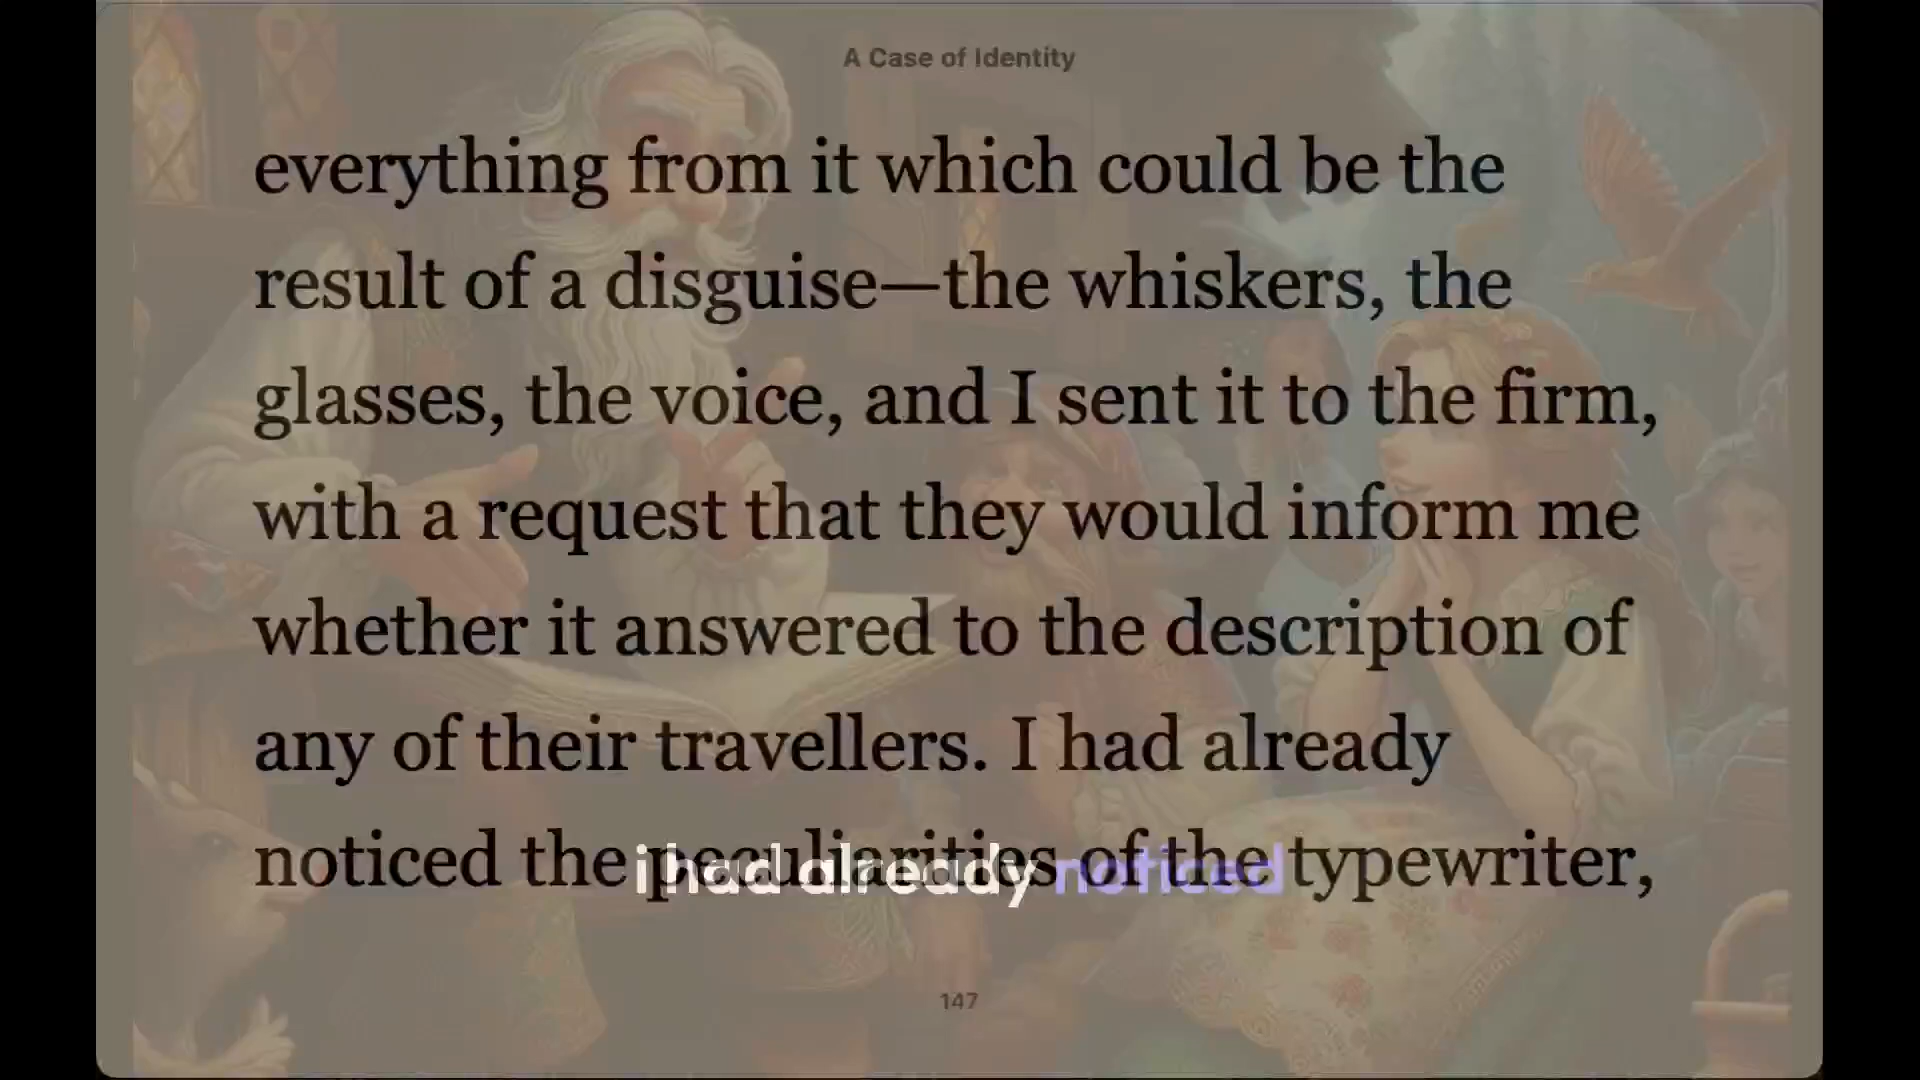 A Case of Identity
everything from it which could be the
result of a disguise—the whiskers, the
glasses, the voice, and I sent it to the firm,
with a request that they would inform me
whether it answered to the description of
any of their travellers. I had already
noticed the peculiarities of the typewriter,
i had already noticed
147